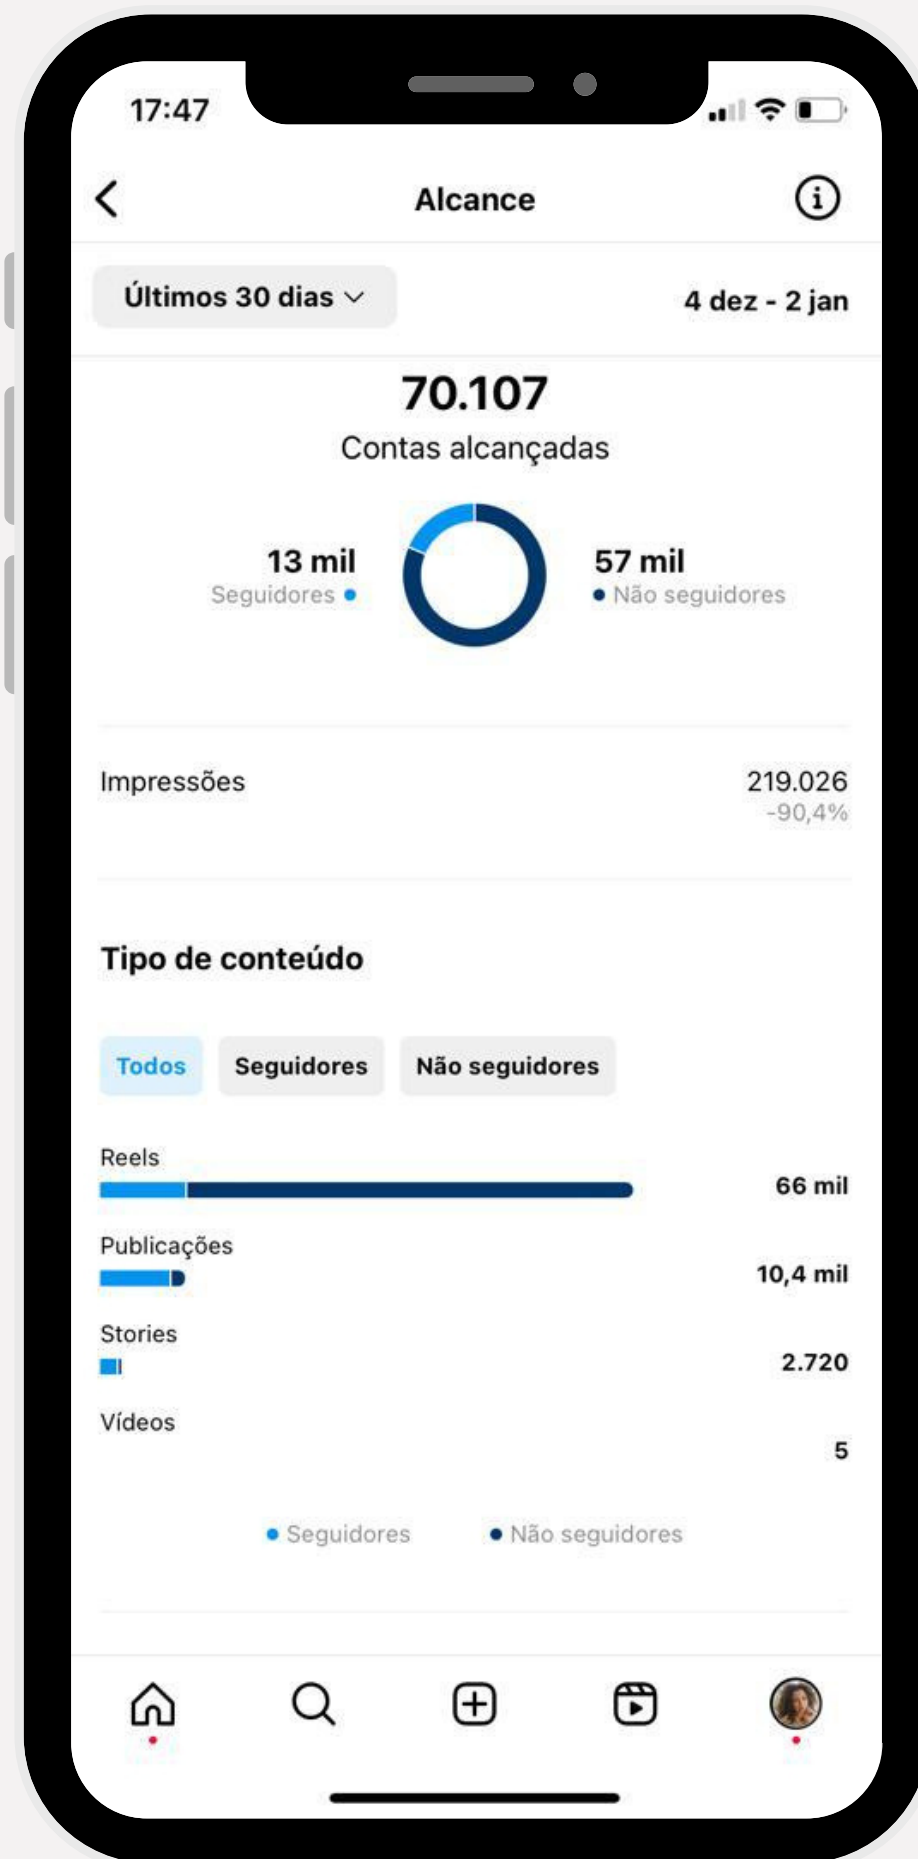 17:47
Alcance
Últimos 30 dias
4 dez - 2 jan
70.107
Contas alcançadas
13 mil
Seguidores
57 mil
Não seguidores
Impressões
219.026
-90,4%
Tipo de conteúdo
Todos
Seguidores
Não seguidores
Reels
66 mil
Publicações
10,4 mil
Stories
2.720
Vídeos
5
Seguidores
Não seguidores